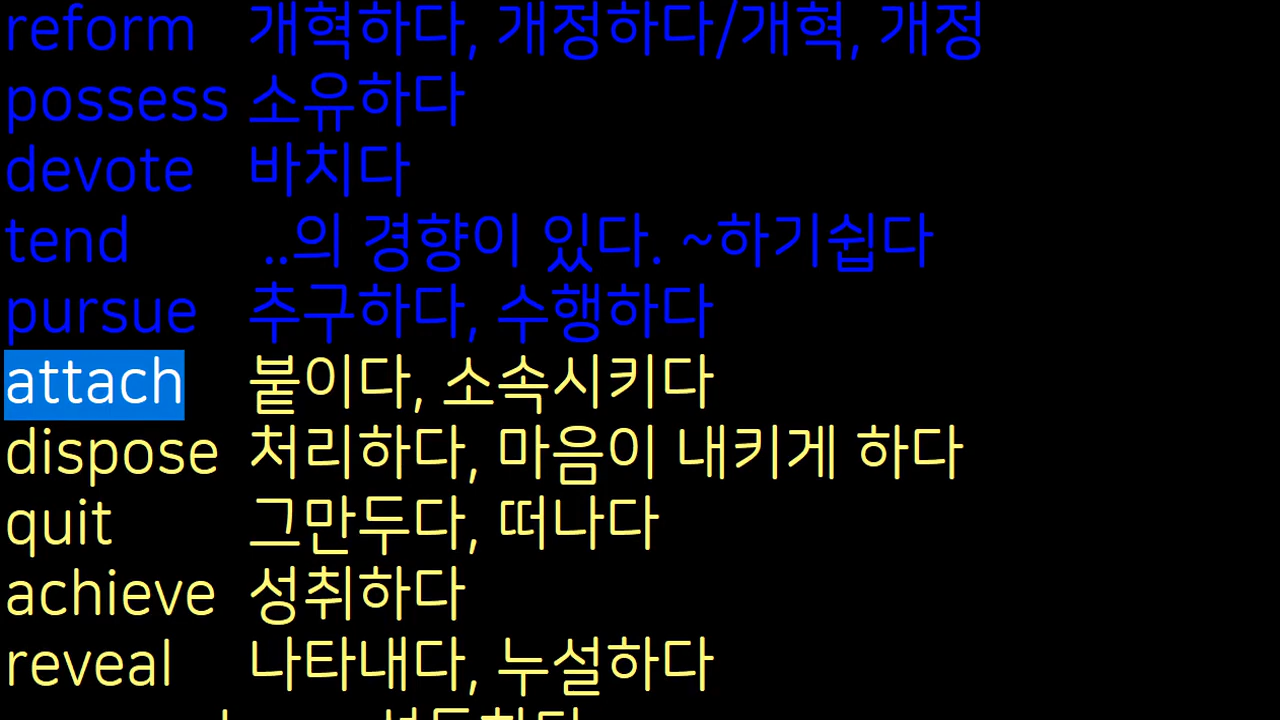 reform 개혁하다, 개정하다/개혁, 개정
possess 소유하다
devote 바치다
tend ..의 경향이 있다. ~하기쉽다
pursue 추구하다, 수행하다
attach 붙이다, 소속시키다
dispose 처리하다, 마음이 내키게 하다
quit 그만두다, 떠나다
achieve 성취하다
reveal 나타내다, 누설하다